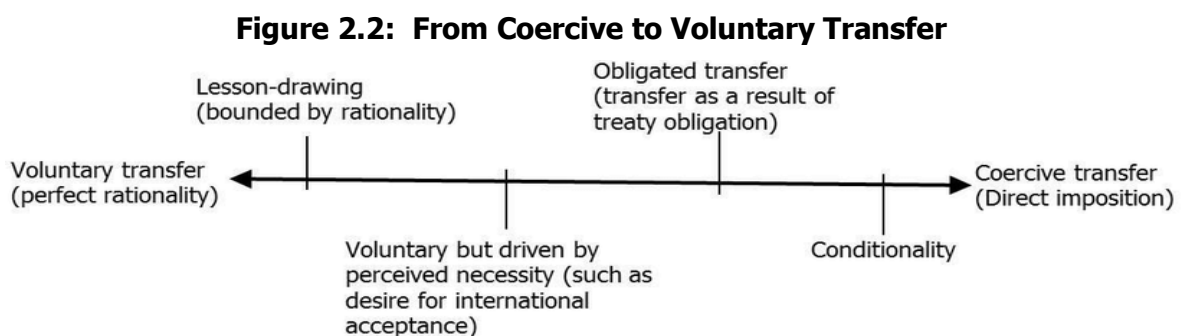 Figure 2.2: From Coercive to Voluntary Transfer
Lesson-drawing
(bounded by rationality)
Obligated transfer
(transfer as a result of
treaty obligation)
Voluntary transfer
(perfect rationality)
Coercive transfer
(Direct imposition)
Voluntary but driven by
perceived necessity (such as
desire for international
acceptance)
Conditionality